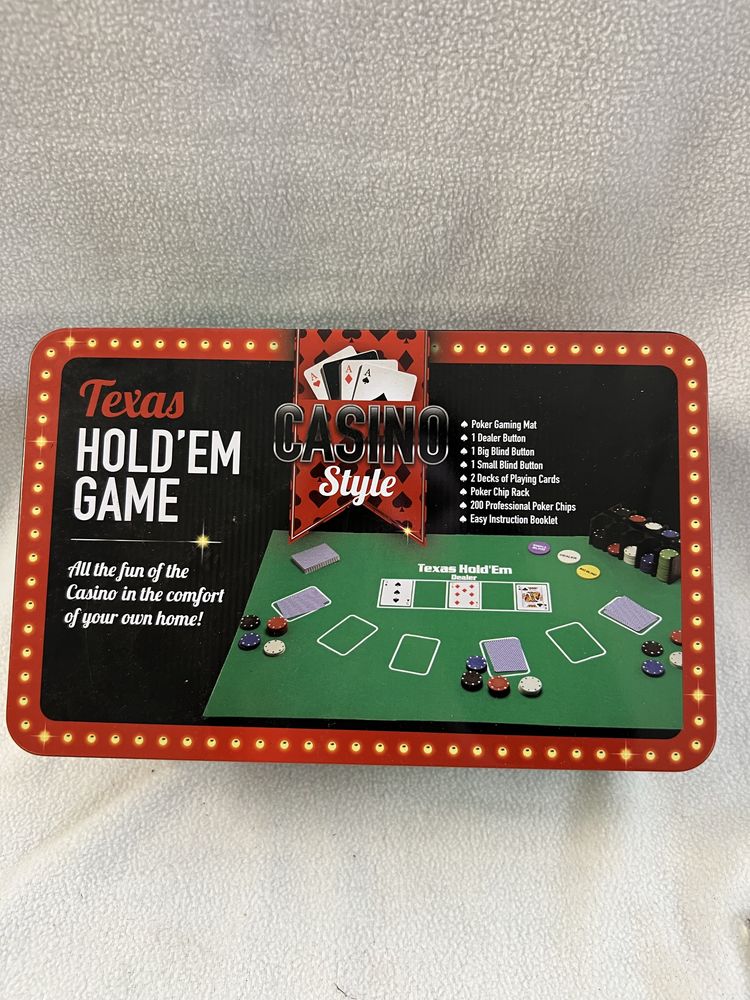 Texas
HOLD'EM
GAME
All the fun of the
Casino in the comfort
of your own home!
A A A
CASINO
Style
Poker Gaming Mat
1 Dealer Button
1 Big Blind Button
1 Small Blind Button
2 Decks of Playing Cards
Poker Chip Rack
200 Professional Poker Chips
Easy Instruction Booklet
Texas Hold'Em
Dealer